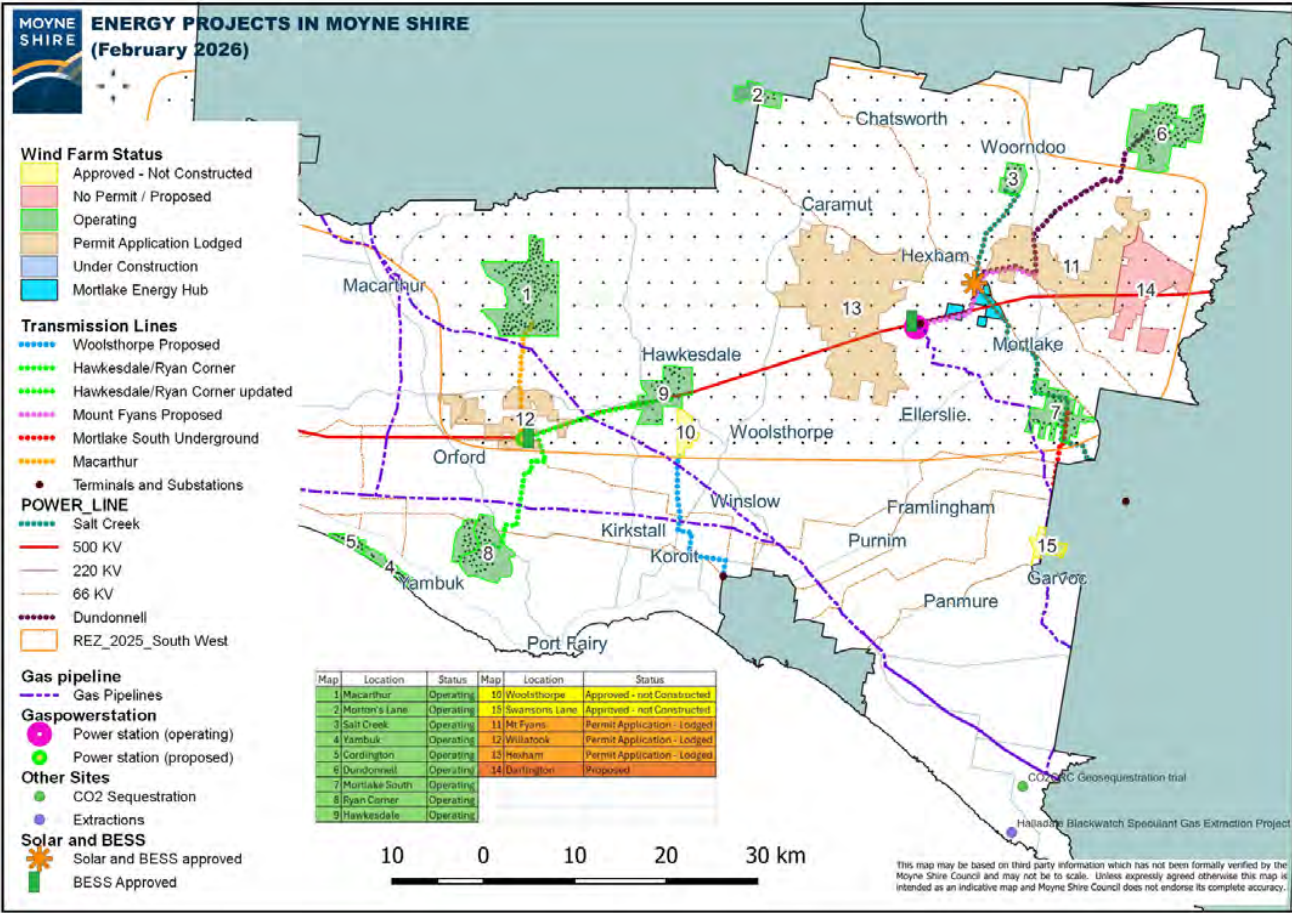 MOYNE
SHIRE
ENERGY PROJECTS IN MOYNE SHIRE
(February 2026)
Wind Farm Status
Approved - Not Constructed
No Permit / Proposed
Operating
Permit Application Lodged
Under Construction
Mortlake Energy Hub
Transmission Lines
Woolsthorpe Proposed
Hawkesdale/Ryan Corner
Hawkesdale/Ryan Corner updated
Mount Fyans Proposed
Mortlake South Underground
Macarthur
Terminals and Substations
POWER_LINE
Salt Creek
500 KV
220 KV
66 KV
Dundonnell
REZ_2025_South West
Gas pipeline
Gas Pipelines
Gaspowerstation
Power station (operating)
Power station (proposed)
Other Sites
CO2 Sequestration
Extractions
Solar and BESS
Solar and BESS approved
BESS Approved
2
Chatsworth
6
Woorndoo
3
Caramut
Hexham
11
Macarthur
1
13
14
Mortlake
Hawkesdale
9
7
Ellerslie
12
10
Woolsthorpe
Orford
Winslow
Framlingham
Kirkstall
Purnim
5
8
Koroit
15
4
Yambuk
Garvoc
Panmure
Port Fairy
Map Location Status Map Location Status
1 Macarthur Operating 10 Woolsthorpe Approved - not Constructed
2 Morton's Lane Operating 15 Swansons Lane Approved - not Constructed
3 Salt Creek Operating 11 Mt Fyans Permit Application - Lodged
4 Yambuk Operating 12 Willatook Permit Application - Lodged
5 Cordington Operating 13 Hexham Permit Application - Lodged
6 Dundonnell Operating 14 Darlington Proposed
7 Mortlake South Operating
8 Ryan Corner Operating
9 Hawkesdale Operating
CO2CRC Geosequestration trial
Halladale Blackwatch Speculant Gas Extraction Project
10 0 10 20 30 km
This map may be based on third party information which has not been formally verified by the
Moyne Shire Council and may not be to scale. Unless expressly agreed otherwise this map is
intended as an indicative map and Moyne Shire Council does not endorse its complete accuracy.